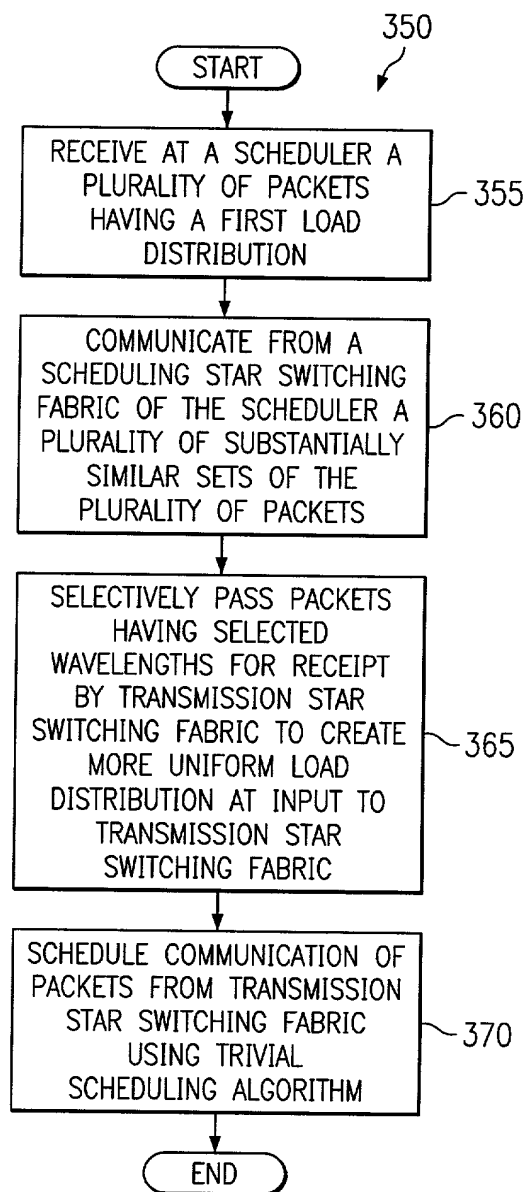 350
START
RECEIVE AT A SCHEDULER A
PLURALITY OF PACKETS
HAVING A FIRST LOAD
DISTRIBUTION
355
COMMUNICATE FROM A
SCHEDULING STAR SWITCHING
FABRIC OF THE SCHEDULER A
PLURALITY OF SUBSTANTIALLY
SIMILAR SETS OF THE
PLURALITY OF PACKETS
360
SELECTIVELY PASS PACKETS
HAVING SELECTED
WAVELENGTHS FOR RECEIPT
BY TRANSMISSION STAR
SWITCHING FABRIC TO CREATE
MORE UNIFORM LOAD
DISTRIBUTION AT INPUT TO
TRANSMISSION STAR
SWITCHING FABRIC
365
SCHEDULE COMMUNICATION OF
PACKETS FROM TRANSMISSION
STAR SWITCHING FABRIC
USING TRIVIAL
SCHEDULING ALGORITHM
370
END